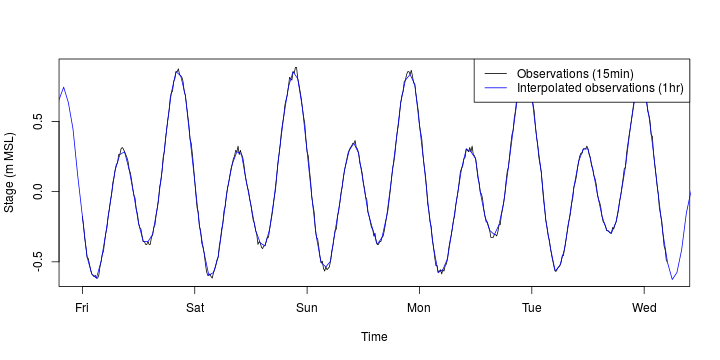 Observations (15min)
Interpolated observations (1hr)
Stage (m MSL)
0.5
0.0
-0.5
Fri Sat Sun Mon Tue Wed
Time